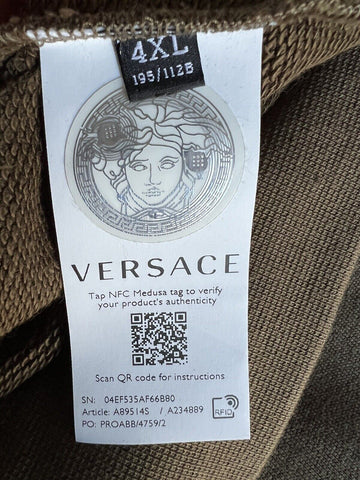 4XL
195/112B
VERSACE
Tap NFC Medusa tag to verify
your product's authenticity
Scan QR code for instructions
SN: 04EF535AF66B80
Article: A89514S / A234889
PO: PROABB/4759/2
RFID